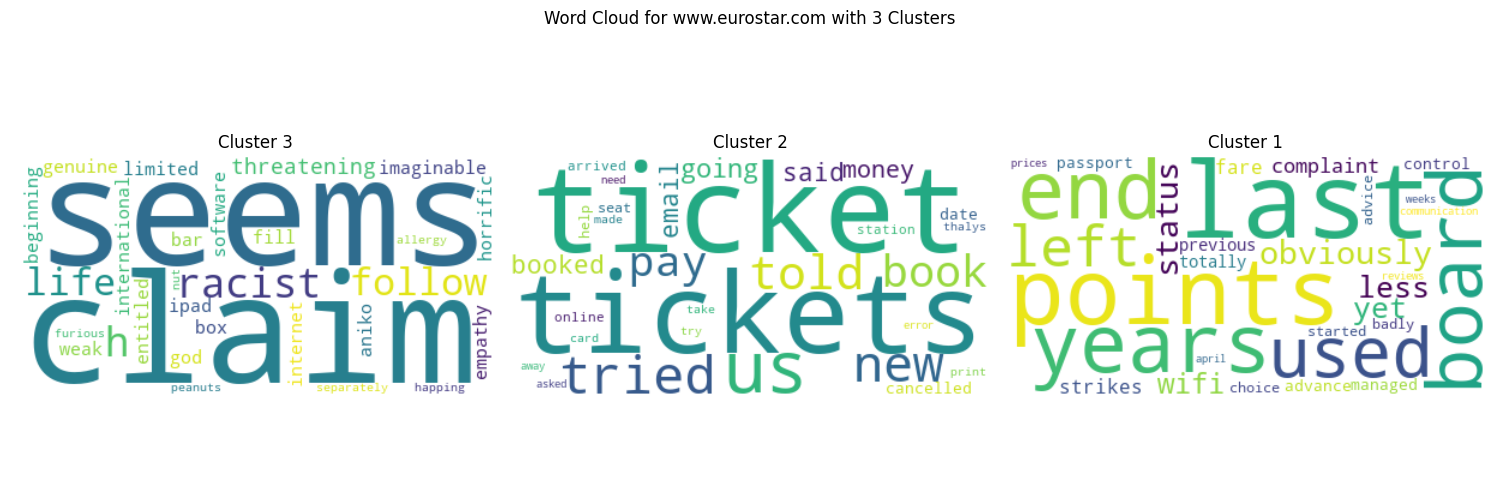 Word Cloud for www.eurostar.com with 3 Clusters
Cluster 3
genuine
limited
threatening
imaginable
beginning
seems
international
software
bar
fill
allergy
horrific
life
nut
racist
follow
claim
ipad
box
entitled
internet
aniko
empathy
furious
weak
h
god
peanuts
separately
happing
Cluster 2
arrived
need
going
said
money
ticket
email
help
seat
made
station
date
thalys
booked
pay
told
book
tickets
online
take
card
try
error
away
asked
tried
us
new
print
cancelled
Cluster 1
prices
passport
fare
complaint
control
end
status
last
advice
weeks
communication
board
left
previous
totally
obviously
reviews
points
less
yet
years
started
badly
used
april
strikes
wifi
choice
advance
managed